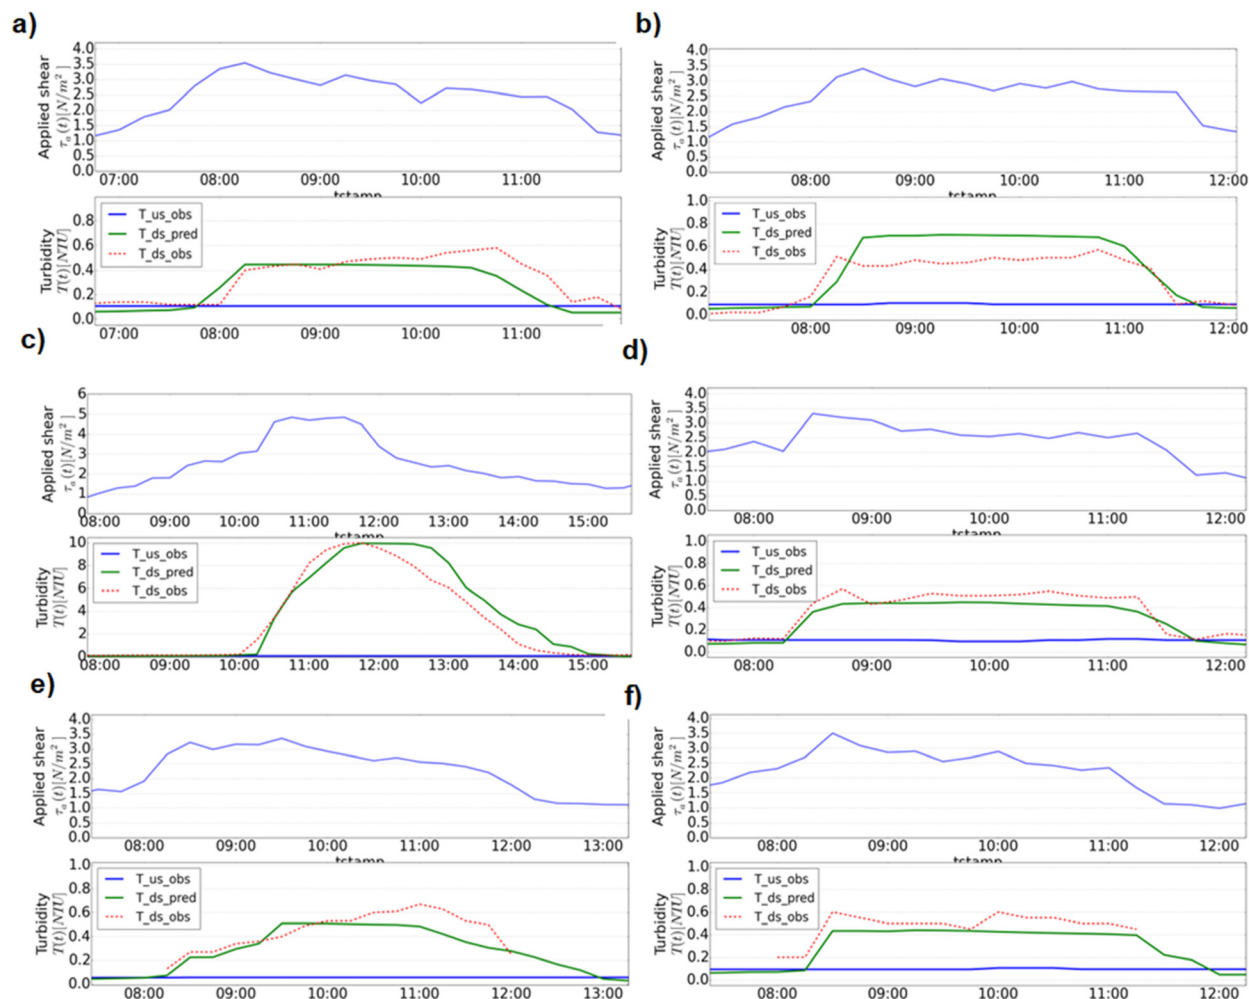 a)
Applied shear
τ_a(t)[N/m²]
4.0
3.5
3.0
2.5
2.0
1.5
1.0
0.5
0.0
07:00 08:00 09:00 10:00 11:00
tstamp
Turbidity
T(t)[NTU]
0.8
0.6
0.4
0.2
0.0
T_us_obs
T_ds_pred
T_ds_obs
07:00 08:00 09:00 10:00 11:00
b)
Applied shear
τ_a(t)[N/m²]
4.0
3.5
3.0
2.5
2.0
1.5
1.0
0.5
0.0
08:00 09:00 10:00 11:00 12:00
tstamp
Turbidity
T(t)[NTU]
1.0
0.8
0.6
0.4
0.2
0.0
T_us_obs
T_ds_pred
T_ds_obs
08:00 09:00 10:00 11:00 12:00
c)
Applied shear
τ_a(t)[N/m²]
6
5
4
3
2
1
0
08:00 09:00 10:00 11:00 12:00 13:00 14:00 15:00
tstamp
Turbidity
T(t)[NTU]
10
8
6
4
2
0
T_us_obs
T_ds_pred
T_ds_obs
08:00 09:00 10:00 11:00 12:00 13:00 14:00 15:00
d)
Applied shear
τ_a(t)[N/m²]
4.0
3.5
3.0
2.5
2.0
1.5
1.0
0.5
0.0
08:00 09:00 10:00 11:00 12:00
tstamp
Turbidity
T(t)[NTU]
1.0
0.8
0.6
0.4
0.2
0.0
T_us_obs
T_ds_pred
T_ds_obs
08:00 09:00 10:00 11:00 12:00
e)
Applied shear
τ_a(t)[N/m²]
4.0
3.5
3.0
2.5
2.0
1.5
1.0
0.5
0.0
08:00 09:00 10:00 11:00 12:00 13:00
tstamp
Turbidity
T(t)[NTU]
1.0
0.8
0.6
0.4
0.2
0.0
T_us_obs
T_ds_pred
T_ds_obs
08:00 09:00 10:00 11:00 12:00 13:00
f)
Applied shear
τ_a(t)[N/m²]
4.0
3.5
3.0
2.5
2.0
1.5
1.0
0.5
0.0
08:00 09:00 10:00 11:00 12:00
tstamp
Turbidity
T(t)[NTU]
1.0
0.8
0.6
0.4
0.2
0.0
T_us_obs
T_ds_pred
T_ds_obs
08:00 09:00 10:00 11:00 12:00